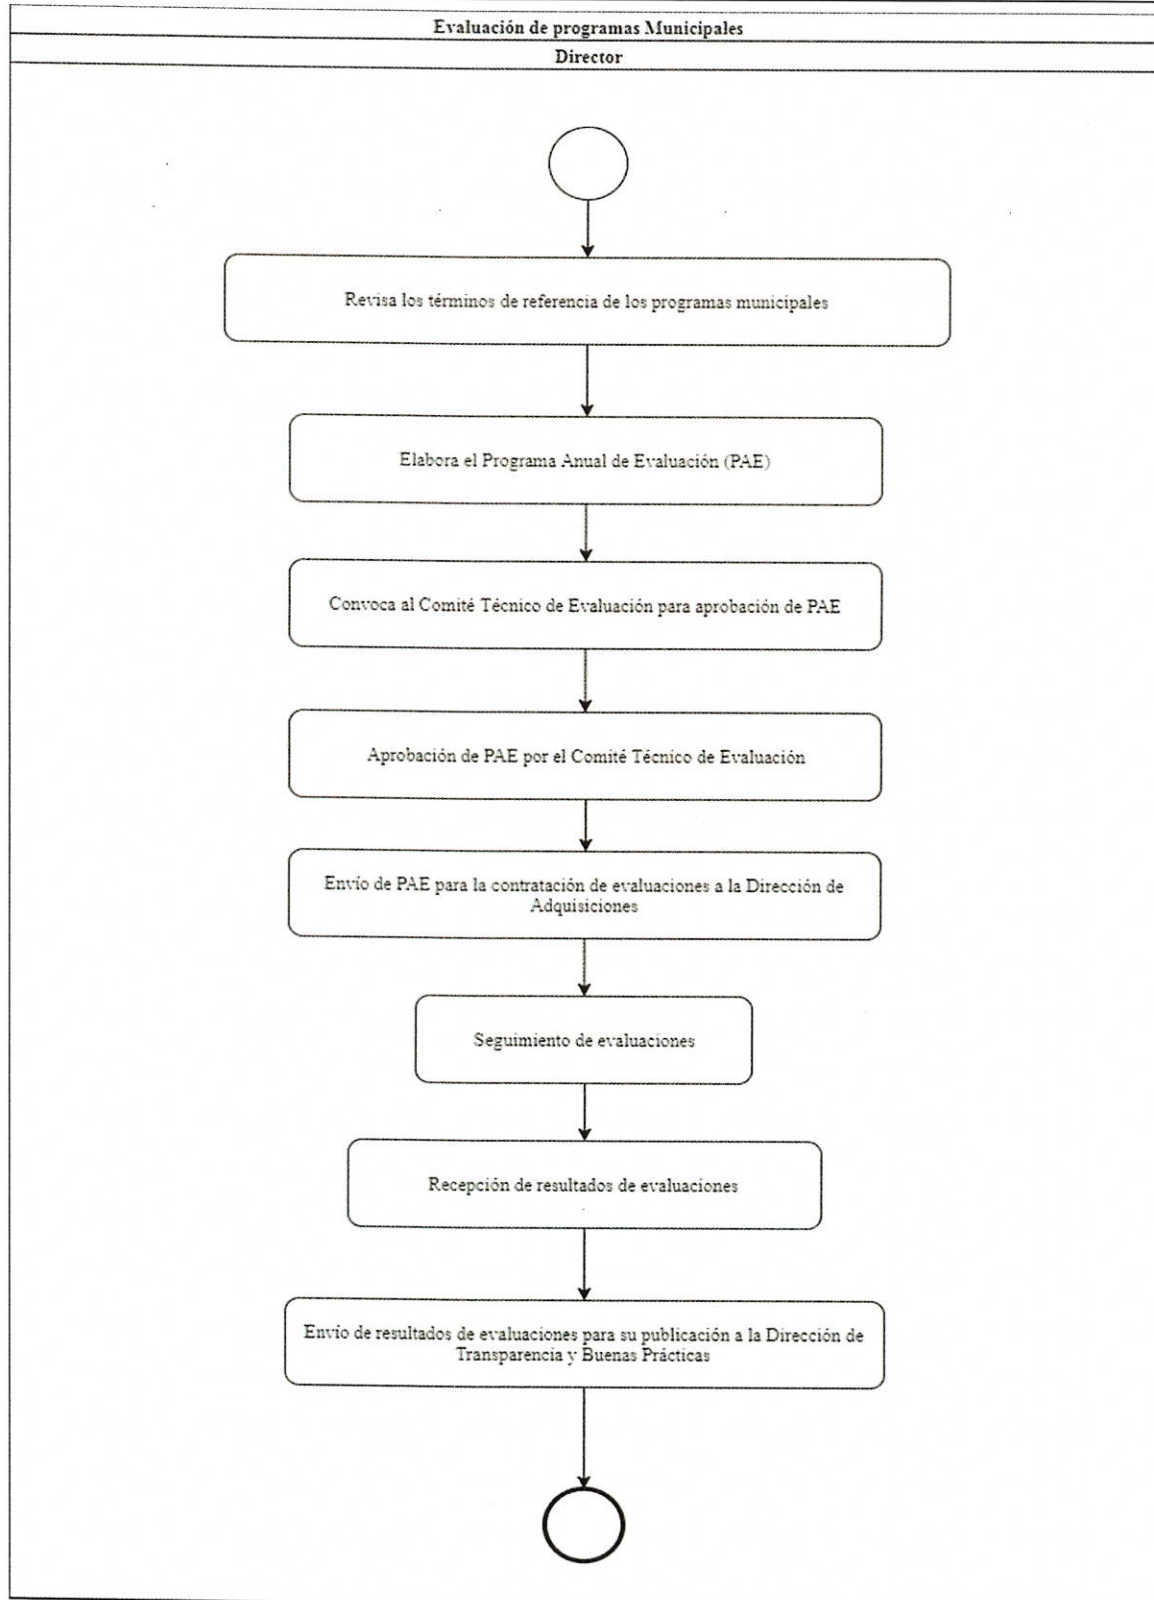 Evaluación de programas Municipales
Director
Revisa los términos de referencia de los programas municipales
Elabora el Programa Anual de Evaluación (PAE)
Convoca al Comité Técnico de Evaluación para aprobación de PAE
Aprobación de PAE por el Comité Técnico de Evaluación
Envío de PAE para la contratación de evaluaciones a la Dirección de
Adquisiciones
Seguimiento de evaluaciones
Recepción de resultados de evaluaciones
Envío de resultados de evaluaciones para su publicación a la Dirección de
Transparencia y Buenas Prácticas